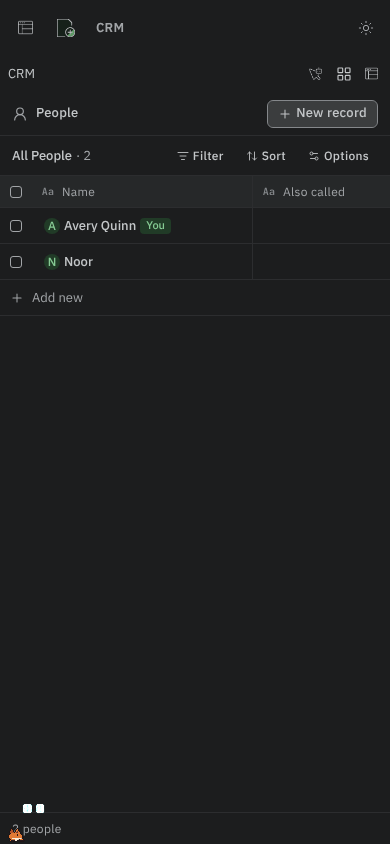 CRM
CRM
People
+ New record
All People · 2
Filter
Sort
Options
Aa Name
Aa Also called
A Avery Quinn You
N Noor
+ Add new
2 people